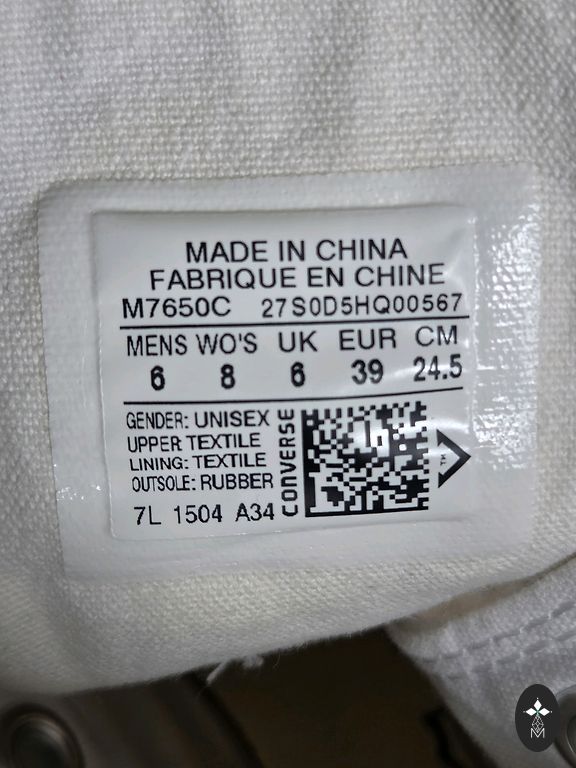 MADE IN CHINA
FABRIQUE EN CHINE
M7650C 27S0D5HQ00567
MENS WO'S UK EUR CM
6 8 6 39 24.5
GENDER: UNISEX
UPPER: TEXTILE
LINING: TEXTILE
OUTSOLE: RUBBER
7L 1504 A34
CONVERSE
TM
M